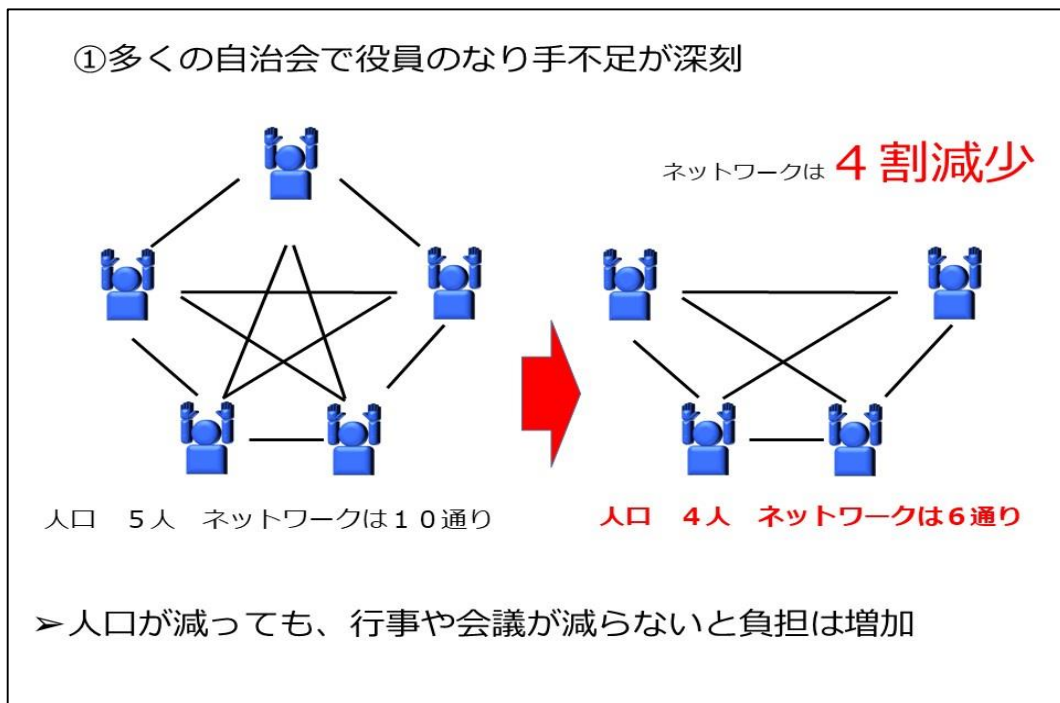 ①多くの自治会で役員のなり手不足が深刻
ネットワークは 4割減少
人口　5人　ネットワークは10通り
人口　4人　ネットワークは6通り
➢人口が減っても、行事や会議が減らないと負担は増加